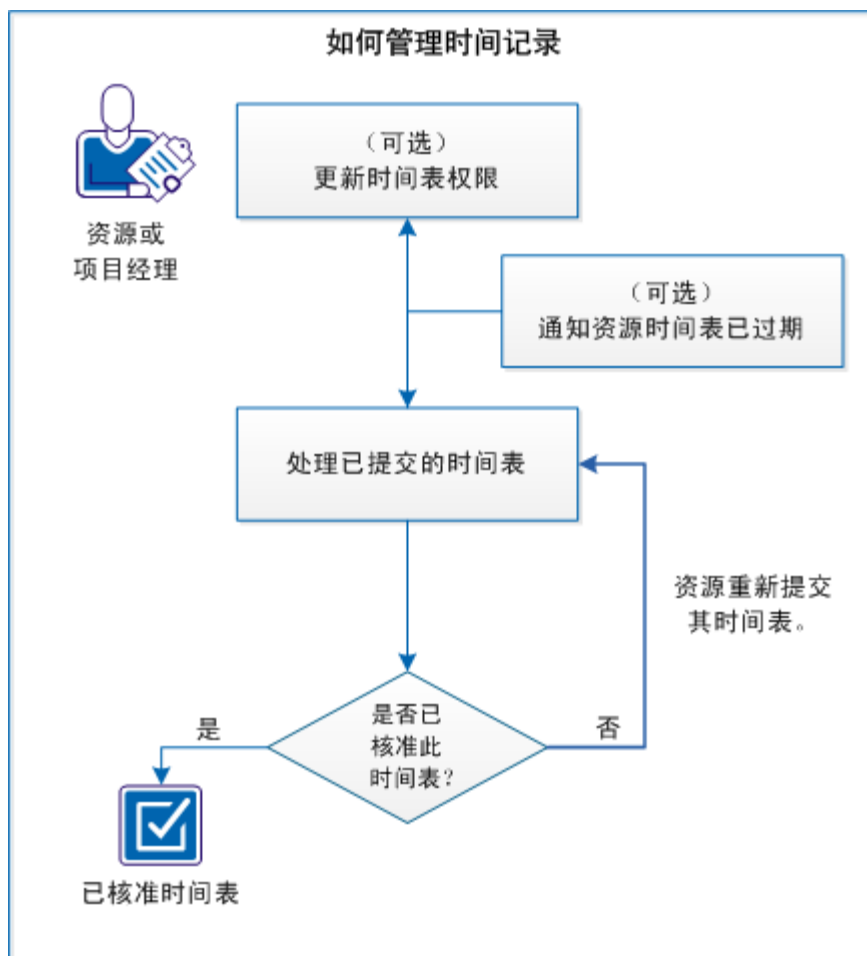 如何管理时间记录
（可选）
更新时间表权限
资源或
项目经理
（可选）
通知资源时间表已过期
处理已提交的时间表
资源重新提交
其时间表。
是否已
核准此
时间表？
是
否
已核准时间表